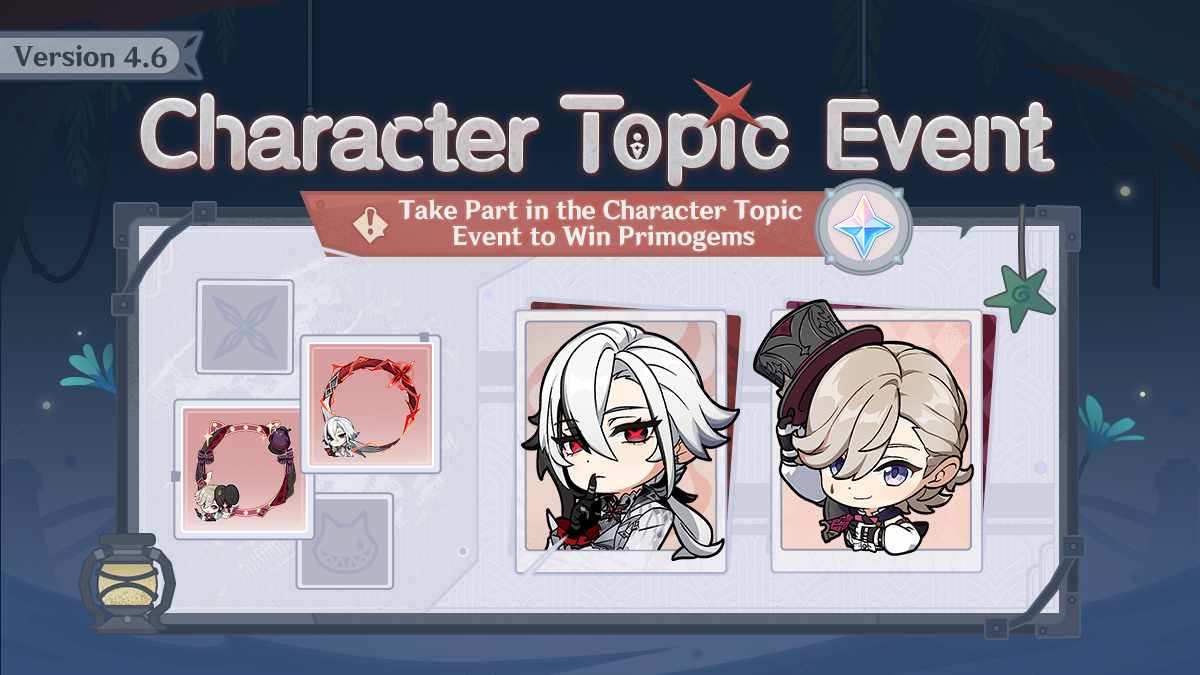 Version 4.6
Character Topic Event
Take Part in the Character Topic
Event to Win Primogems